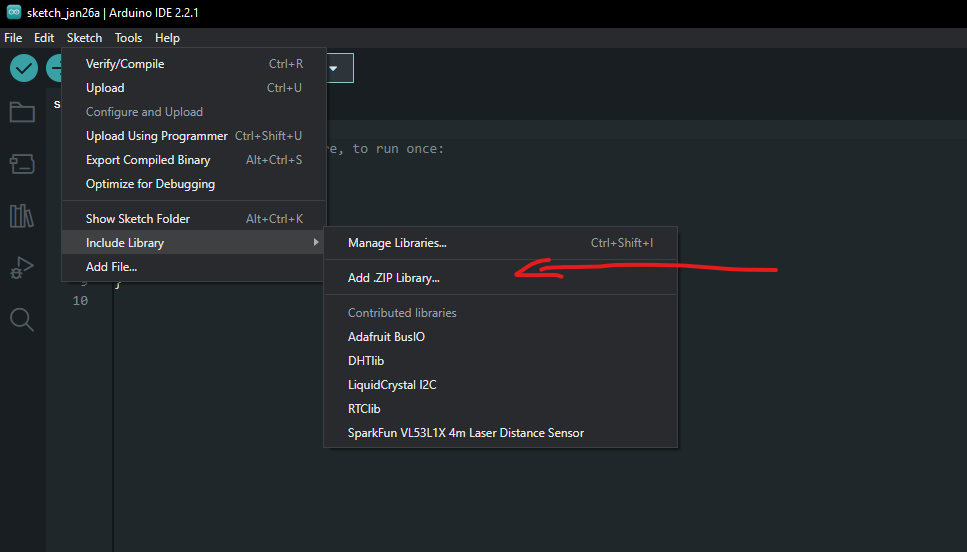 sketch_jan26a | Arduino IDE 2.2.1
File Edit Sketch Tools Help
Verify/Compile Ctrl+R
Upload Ctrl+U
Configure and Upload
Upload Using Programmer Ctrl+Shift+U
Export Compiled Binary Alt+Ctrl+S
Optimize for Debugging
Show Sketch Folder Alt+Ctrl+K
Include Library
Add File...
s
re, to run once:
Manage Libraries... Ctrl+Shift+I
Add .ZIP Library...
Contributed libraries
Adafruit BusIO
DHTlib
LiquidCrystal I2C
RTClib
SparkFun VL53L1X 4m Laser Distance Sensor
9 }
10